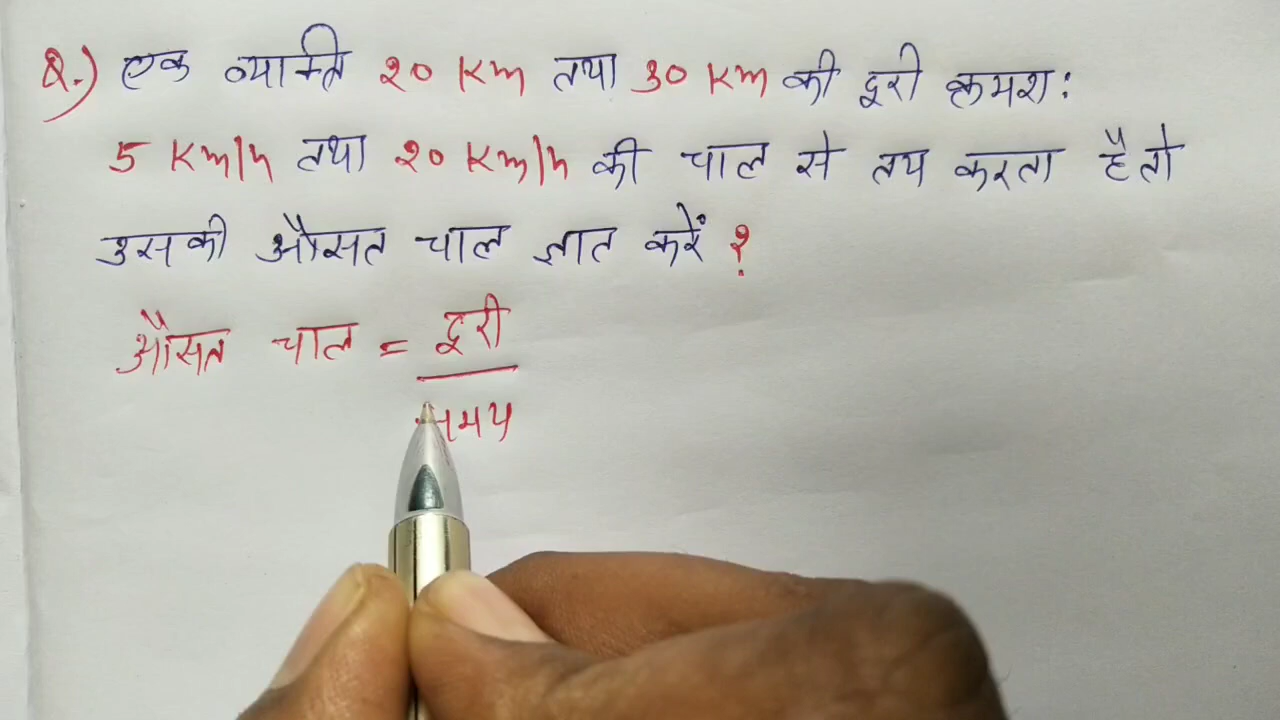 Q.) एक व्यक्ति 20 Km तथा 30 Km की दूरी क्रमश:
5 Km/h तथा 20 Km/h की चाल से तय करता है तो
उसकी औसत चाल ज्ञात करें ?
औसत चाल = दूरी
समय